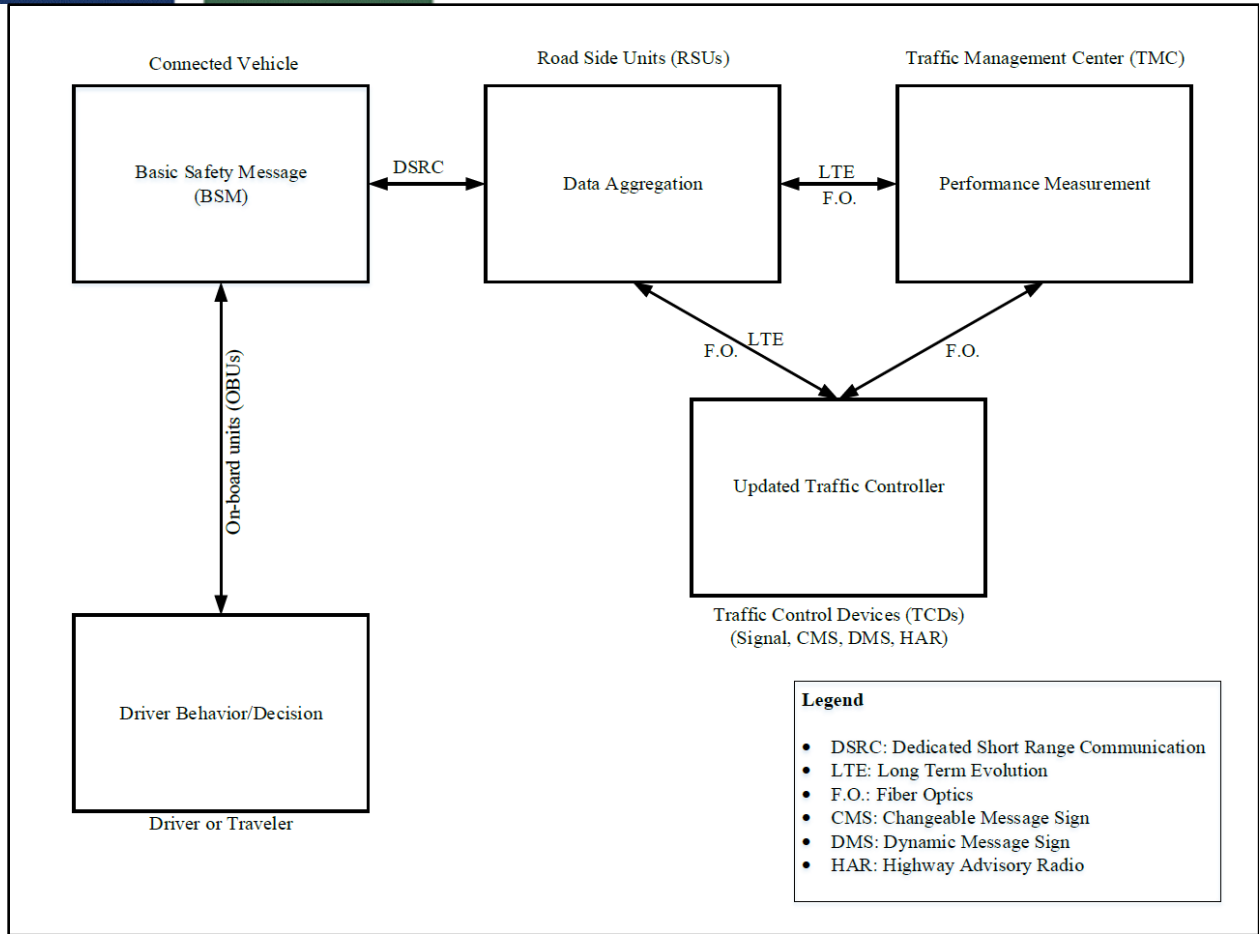 Connected Vehicle
Road Side Units (RSUs)
Traffic Management Center (TMC)
Basic Safety Message
(BSM)
DSRC
Data Aggregation
LTE
F.O.
Performance Measurement
On-board units (OBUs)
F.O.
LTE
F.O.
Updated Traffic Controller
Traffic Control Devices (TCDs)
(Signal, CMS, DMS, HAR)
Driver Behavior/Decision
Driver or Traveler
Legend
• DSRC: Dedicated Short Range Communication
• LTE: Long Term Evolution
• F.O.: Fiber Optics
• CMS: Changeable Message Sign
• DMS: Dynamic Message Sign
• HAR: Highway Advisory Radio